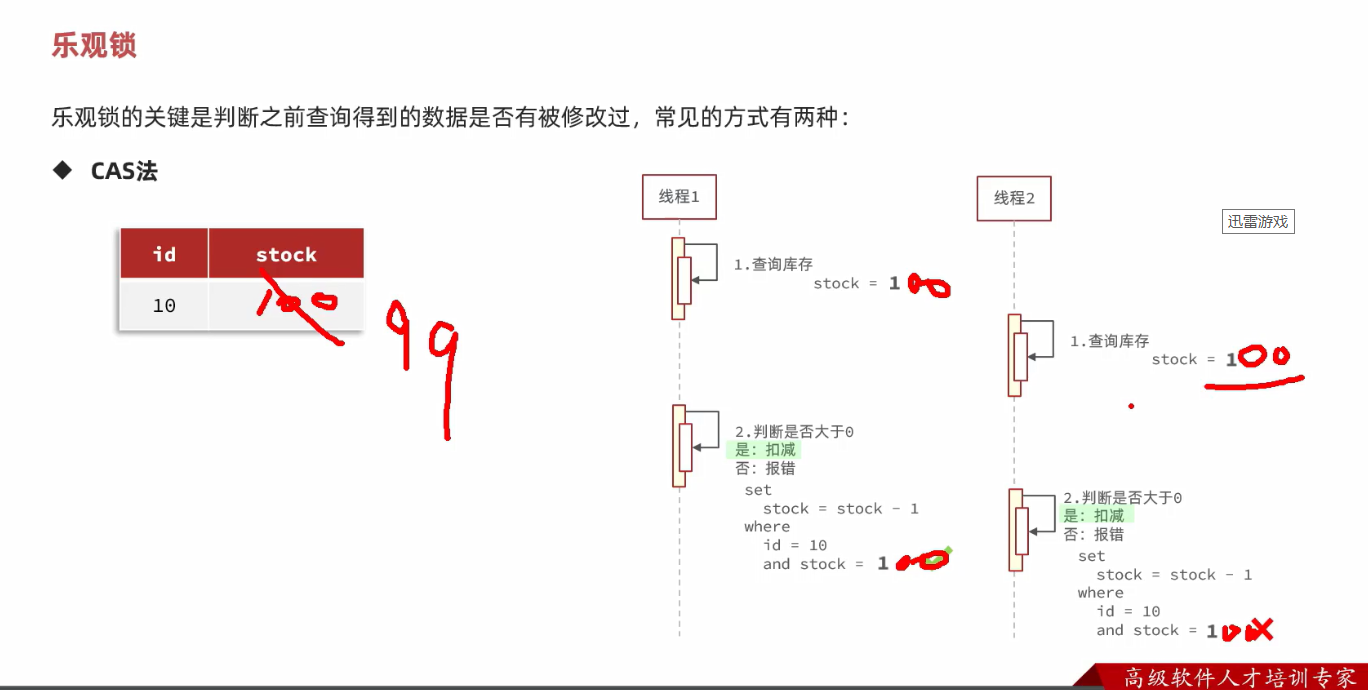 乐观锁
乐观锁的关键是判断之前查询得到的数据是否有被修改过，常见的方式有两种：
◆ CAS法
id stock
10 100
99
线程1
1.查询库存
stock = 100
2.判断是否大于0
是：扣减
否：报错
set
stock = stock - 1
where
id = 10
and stock = 100
线程2
迅雷游戏
1.查询库存
stock = 100
2.判断是否大于0
是：扣减
否：报错
set
stock = stock - 1
where
id = 10
and stock = 100
高级软件人才培训专家